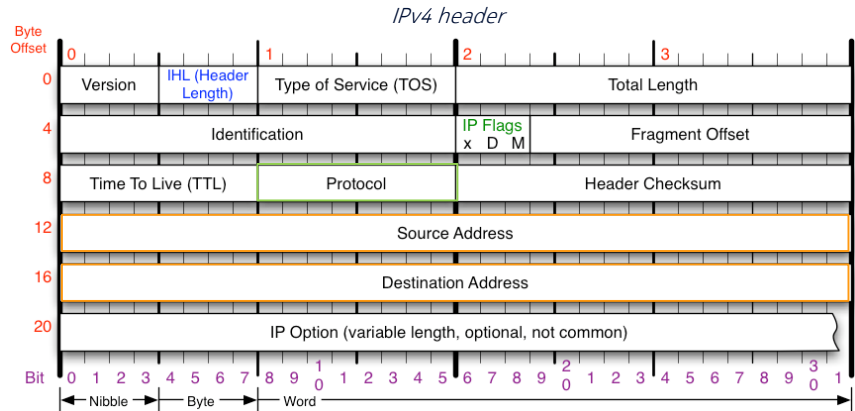 IPv4 header
Byte
Offset
0 1 2 3
0 Version IHL (Header
Length) Type of Service (TOS) Total Length
4 Identification IP Flags
x D M Fragment Offset
8 Time To Live (TTL) Protocol Header Checksum
12 Source Address
16 Destination Address
20 IP Option (variable length, optional, not common)
Bit 0 1 2 3 4 5 6 7 8 9 1
0 1 2 3 4 5 6 7 8 9 2
0 1 2 3 4 5 6 7 8 9 3
0 1
Nibble Byte Word